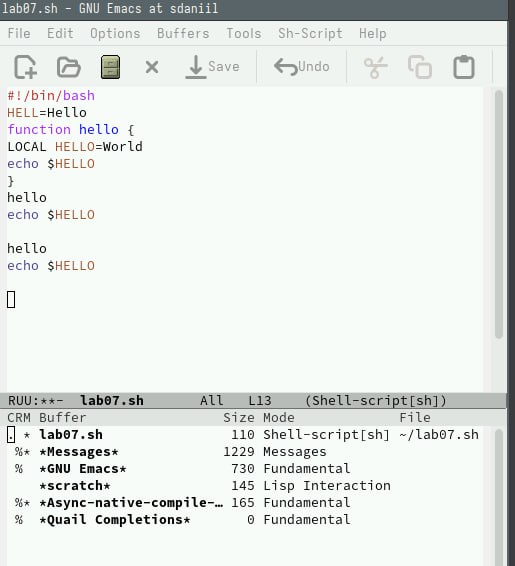 lab07.sh - GNU Emacs at sdaniil
File Edit Options Buffers Tools Sh-Script Help
Save Undo
#!/bin/bash
HELL=Hello
function hello {
LOCAL HELLO=World
echo $HELLO
}
hello
echo $HELLO
hello
echo $HELLO
RUU:**- lab07.sh All L13 (Shell-script[sh])
CRM Buffer Size Mode File
. * lab07.sh 110 Shell-script[sh] ~/lab07.sh
%* *Messages* 1229 Messages
% *GNU Emacs* 730 Fundamental
*scratch* 145 Lisp Interaction
%* *Async-native-compile-… 165 Fundamental
% *Quail Completions* 0 Fundamental